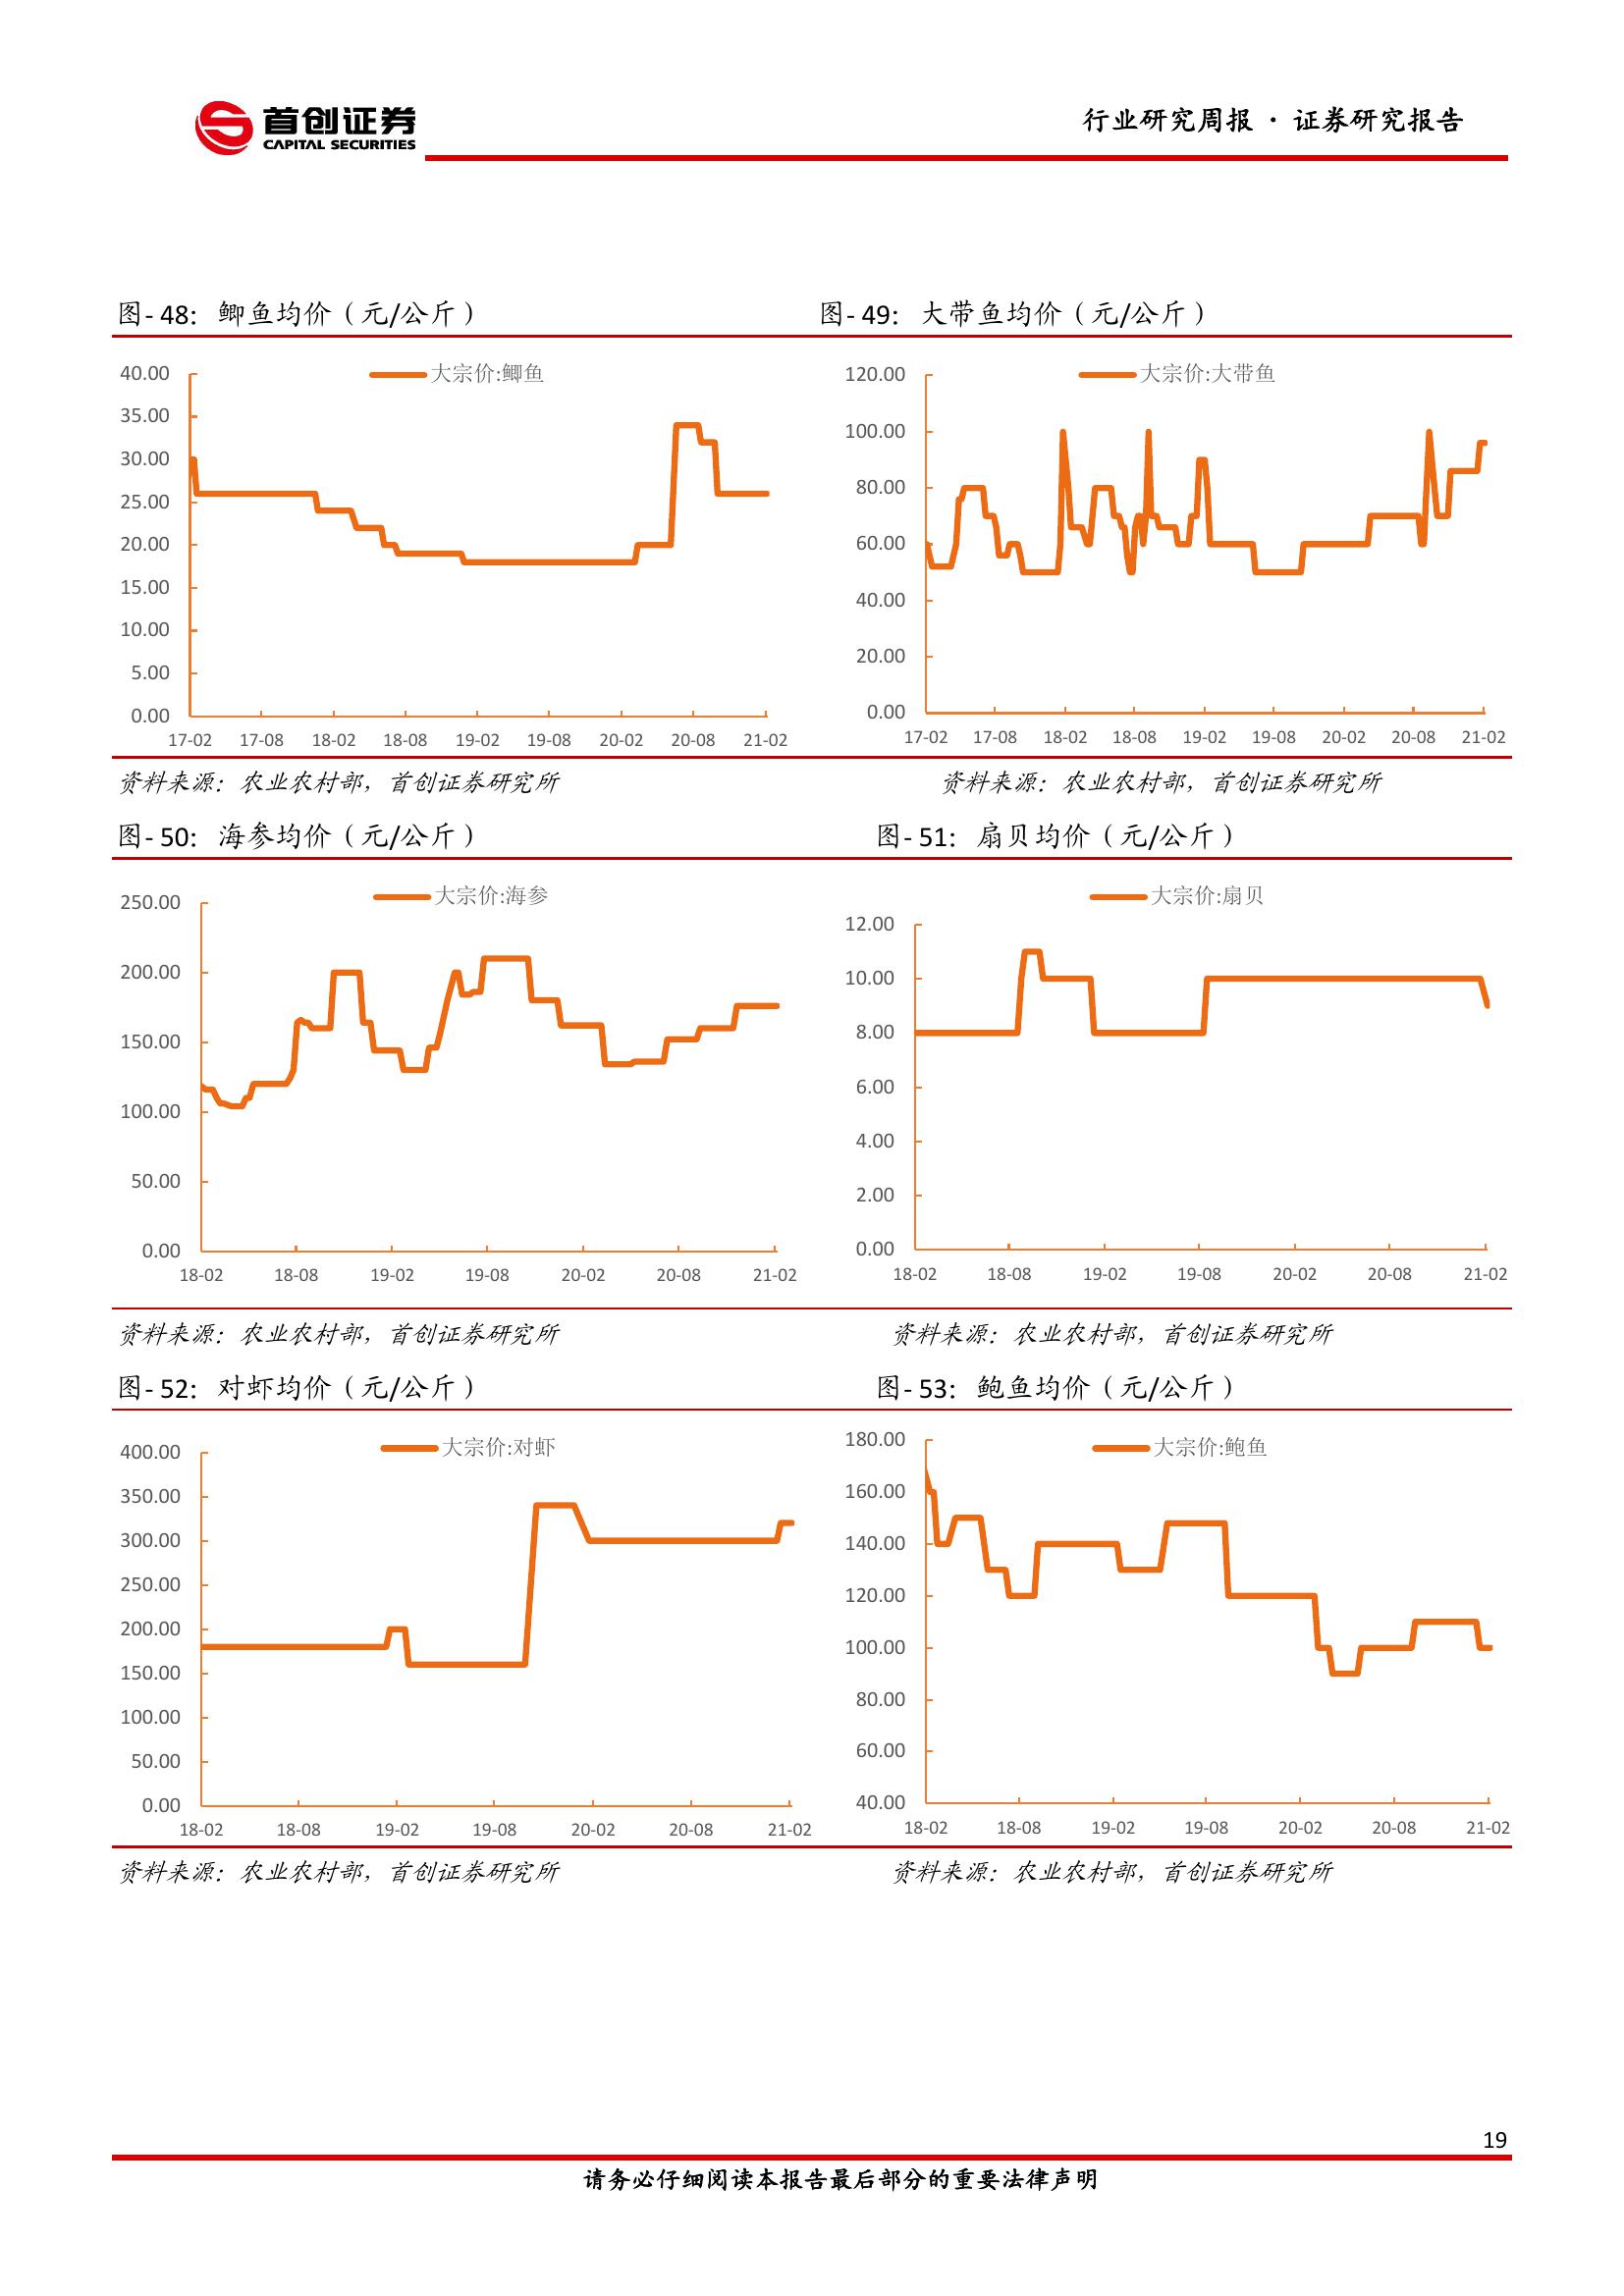 首创证券
CAPITAL SECURITIES
行业研究周报 · 证券研究报告
图- 48: 鲫鱼均价（元/公斤）
大宗价:鲫鱼
40.00
35.00
30.00
25.00
20.00
15.00
10.00
5.00
0.00
17-02 17-08 18-02 18-08 19-02 19-08 20-02 20-08 21-02
资料来源：农业农村部，首创证券研究所
图- 49: 大带鱼均价（元/公斤）
大宗价:大带鱼
120.00
100.00
80.00
60.00
40.00
20.00
0.00
17-02 17-08 18-02 18-08 19-02 19-08 20-02 20-08 21-02
资料来源：农业农村部，首创证券研究所
图- 50: 海参均价（元/公斤）
大宗价:海参
250.00
200.00
150.00
100.00
50.00
0.00
18-02 18-08 19-02 19-08 20-02 20-08 21-02
资料来源：农业农村部，首创证券研究所
图- 51: 扇贝均价（元/公斤）
大宗价:扇贝
12.00
10.00
8.00
6.00
4.00
2.00
0.00
18-02 18-08 19-02 19-08 20-02 20-08 21-02
资料来源：农业农村部，首创证券研究所
图- 52: 对虾均价（元/公斤）
大宗价:对虾
400.00
350.00
300.00
250.00
200.00
150.00
100.00
50.00
0.00
18-02 18-08 19-02 19-08 20-02 20-08 21-02
资料来源：农业农村部，首创证券研究所
图- 53: 鲍鱼均价（元/公斤）
大宗价:鲍鱼
180.00
160.00
140.00
120.00
100.00
80.00
60.00
40.00
18-02 18-08 19-02 19-08 20-02 20-08 21-02
资料来源：农业农村部，首创证券研究所
19
请务必仔细阅读本报告最后部分的重要法律声明